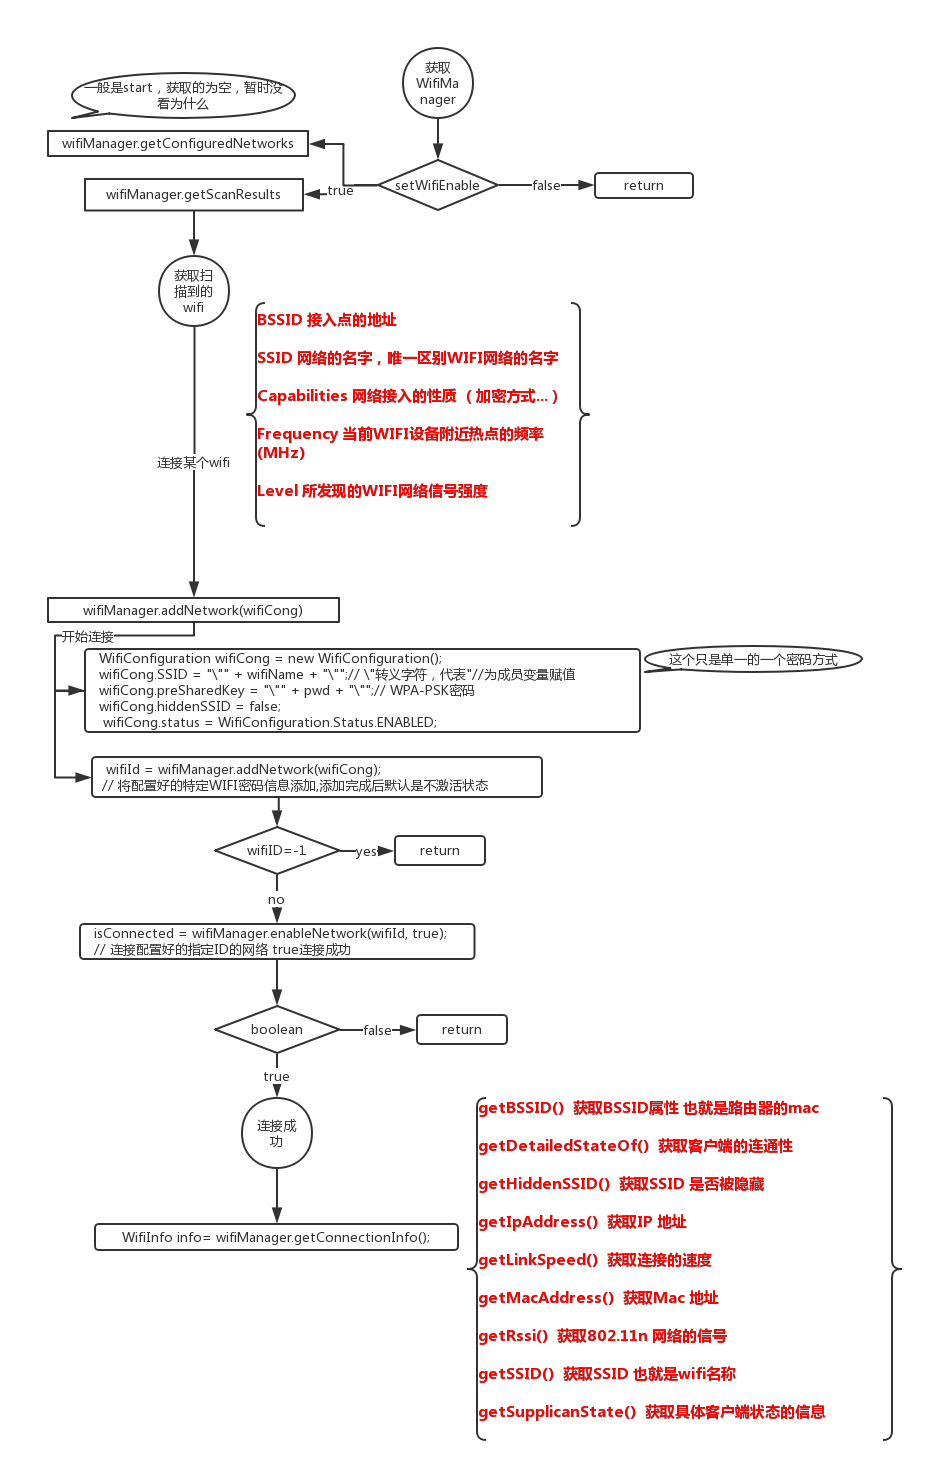 获取
WifiMa
nager
一般是start，获取的为空，暂时没
看为什么
wifiManager.getConfiguredNetworks
setWifiEnable
false
return
true
wifiManager.getScanResults
获取扫
描到的
wifi
BSSID 接入点的地址
SSID 网络的名字，唯一区别WIFI网络的名字
Capabilities 网络接入的性质（加密方式...）
Frequency 当前WIFI设备附近热点的频率
(MHz)
Level 所发现的WIFI网络信号强度
连接某个wifi
wifiManager.addNetwork(wifiCong)
开始连接
WifiConfiguration wifiCong = new WifiConfiguration();
wifiCong.SSID = "\"" + wifiName + "\"";// \"转义字符，代表"//为成员变量赋值
wifiCong.preSharedKey = "\"" + pwd + "\"";// WPA-PSK密码
wifiCong.hiddenSSID = false;
wifiCong.status = WifiConfiguration.Status.ENABLED;
这个只是单一的一个密码方式
wifiId = wifiManager.addNetwork(wifiCong);
// 将配置好的特定WIFI密码信息添加,添加完成后默认是不激活状态
wifiID=-1
yes
return
no
isConnected = wifiManager.enableNetwork(wifiId, true);
// 连接配置好的指定ID的网络 true连接成功
boolean
false
return
true
连接成
功
WifiInfo info= wifiManager.getConnectionInfo();
getBSSID() 获取BSSID属性 也就是路由器的mac
getDetailedStateOf() 获取客户端的连通性
getHiddenSSID() 获取SSID 是否被隐藏
getIpAddress() 获取IP 地址
getLinkSpeed() 获取连接的速度
getMacAddress() 获取Mac 地址
getRssi() 获取802.11n 网络的信号
getSSID() 获取SSID 也就是wifi名称
getSupplicanState() 获取具体客户端状态的信息